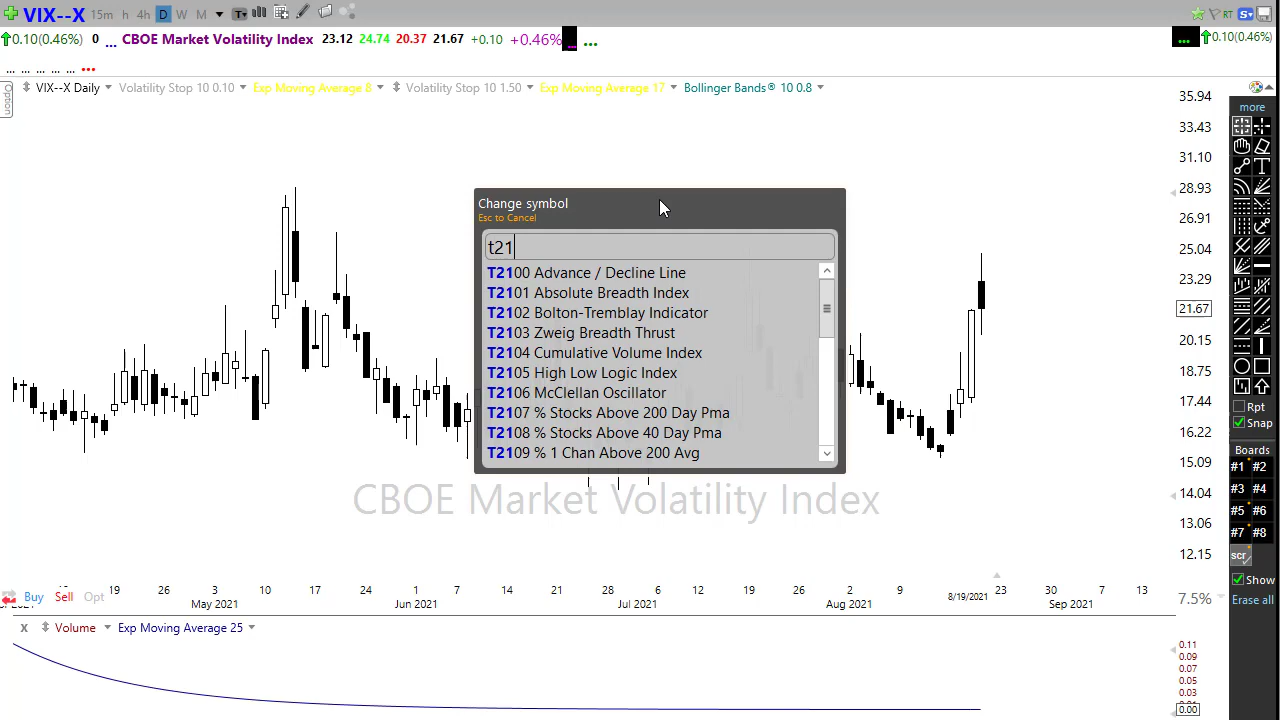 VIX--X 15m h 4h D W M T RT S
0.10(0.46%) 0 ... CBOE Market Volatility Index 23.12 24.74 20.37 21.67 +0.10 +0.46% ... ... ... 0.10(0.46%)
... ... ... ... ... ...
Option
VIX--X Daily Volatility Stop 10 0.10 Exp Moving Average 8 Volatility Stop 10 1.50 Exp Moving Average 17 Bollinger Bands® 10 0.8
35.94
33.43
31.10
28.93
26.91
25.04
23.29
21.67
20.15
18.75
17.44
16.22
15.09
14.04
13.06
12.15
Change symbol
Esc to Cancel
t21
T2100 Advance / Decline Line
T2101 Absolute Breadth Index
T2102 Bolton-Tremblay Indicator
T2103 Zweig Breadth Thrust
T2104 Cumulative Volume Index
T2105 High Low Logic Index
T2106 McClellan Oscillator
T2107 % Stocks Above 200 Day Pma
T2108 % Stocks Above 40 Day Pma
T2109 % 1 Chan Above 200 Avg
CBOE Market Volatility Index
19 26 3 10 17 24 1 7 14 21 28 6 12 19 26 2 9 23 30 7 13
May 2021 Jun 2021 Jul 2021 Aug 2021 8/19/2021 Sep 2021
Buy Sell Opt
7.5%
X Volume Exp Moving Average 25
0.11
0.09
0.07
0.05
0.03
0.00
more
T
Rpt
Snap
Boards
#1 #2
#3 #4
#5 #6
#7 #8
scr
Show
Erase all